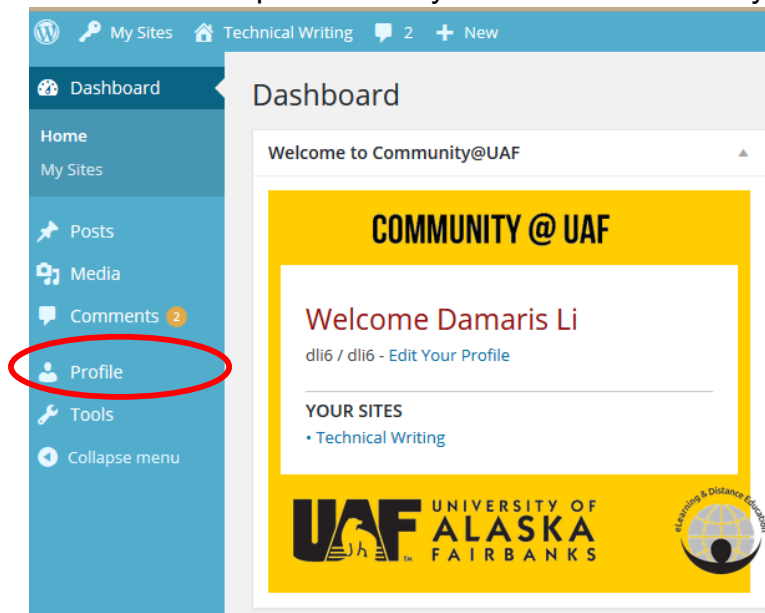 My Sites Technical Writing 2 + New
Dashboard
Home
My Sites
Posts
Media
Comments 2
Profile
Tools
Collapse menu
Dashboard
Welcome to Community@UAF
COMMUNITY @ UAF
Welcome Damaris Li
dli6 / dli6 - Edit Your Profile
YOUR SITES
• Technical Writing
UAF
UNIVERSITY OF
ALASKA
FAIRBANKS
eLearning & Distance Education